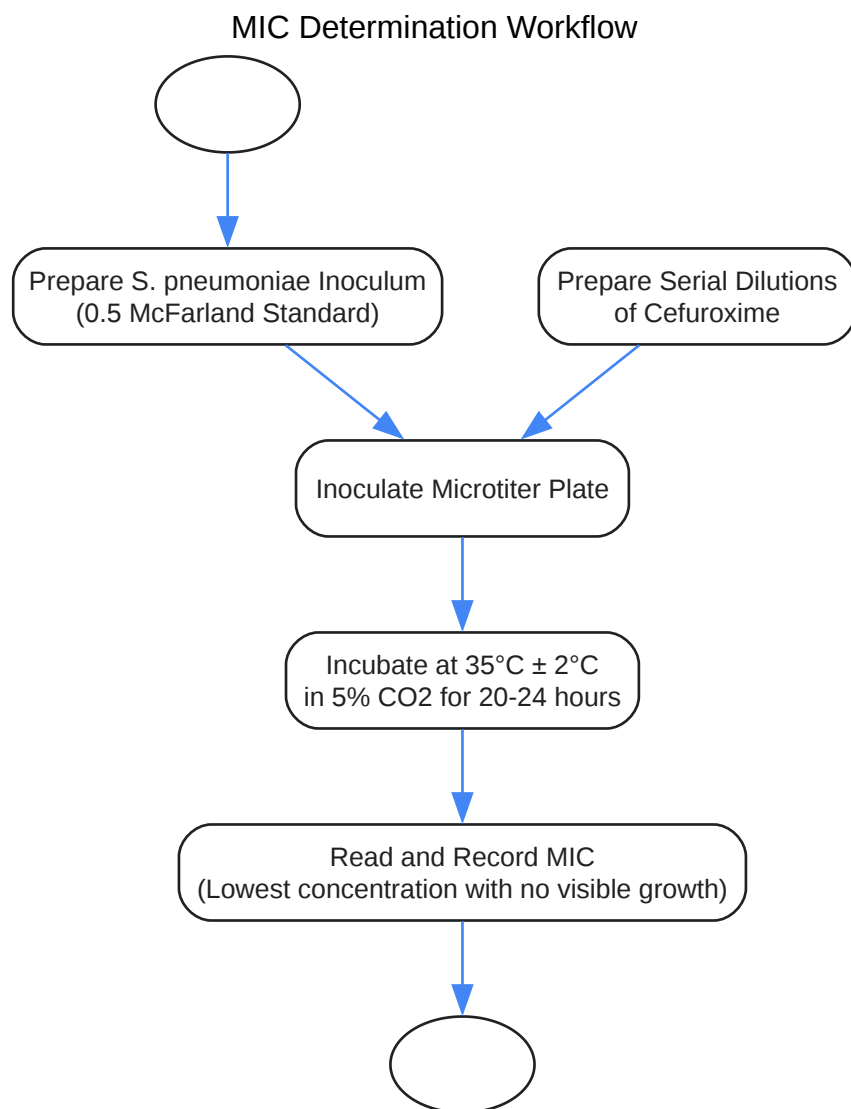 MIC Determination Workflow
Prepare S. pneumoniae Inoculum
(0.5 McFarland Standard)
Prepare Serial Dilutions
of Cefuroxime
Inoculate Microtiter Plate
Incubate at 35°C ± 2°C
in 5% CO2 for 20-24 hours
Read and Record MIC
(Lowest concentration with no visible growth)